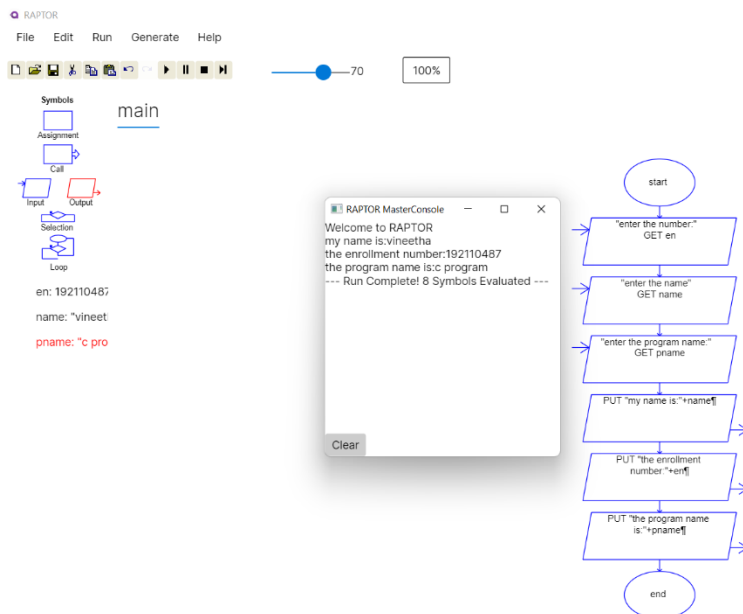 RAPTOR
File Edit Run Generate Help
70
100%
Symbols
Assignment
Call
Input Output
Selection
Loop
en: 192110487
name: "vineetl
pname: "c pro
main
RAPTOR MasterConsole
Welcome to RAPTOR
my name is:vineetha
the enrollment number:192110487
the program name is:c program
--- Run Complete! 8 Symbols Evaluated ---
Clear
start
"enter the number:"
GET en
"enter the name"
GET name
"enter the program name:"
GET pname
PUT "my name is:"+name¶
PUT "the enrollment
number:"+en¶
PUT "the program name
is:"+pname¶
end